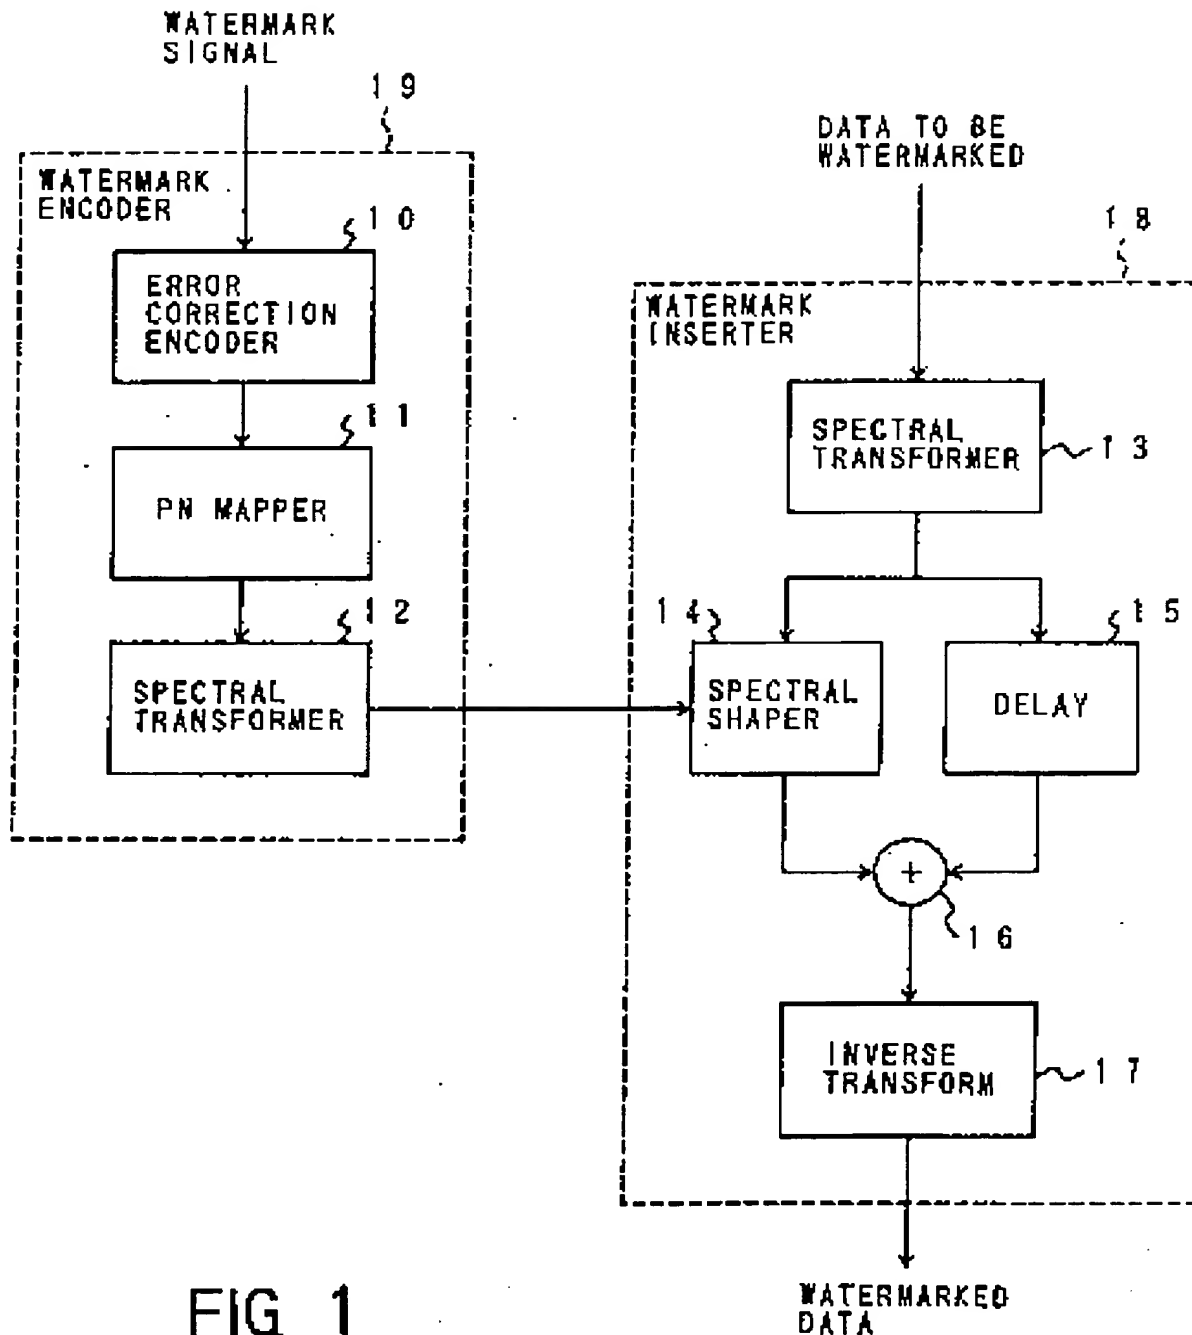 WATERMARK
SIGNAL
19
WATERMARK
ENCODER
10
ERROR
CORRECTION
ENCODER
11
PN MAPPER
12
SPECTRAL
TRANSFORMER
DATA TO BE
WATERMARKED
18
WATERMARK
INSERTER
SPECTRAL
TRANSFORMER
13
14
SPECTRAL
SHAPER
15
DELAY
+
16
INVERSE
TRANSFORM
17
WATERMARKED
DATA
FIG. 1